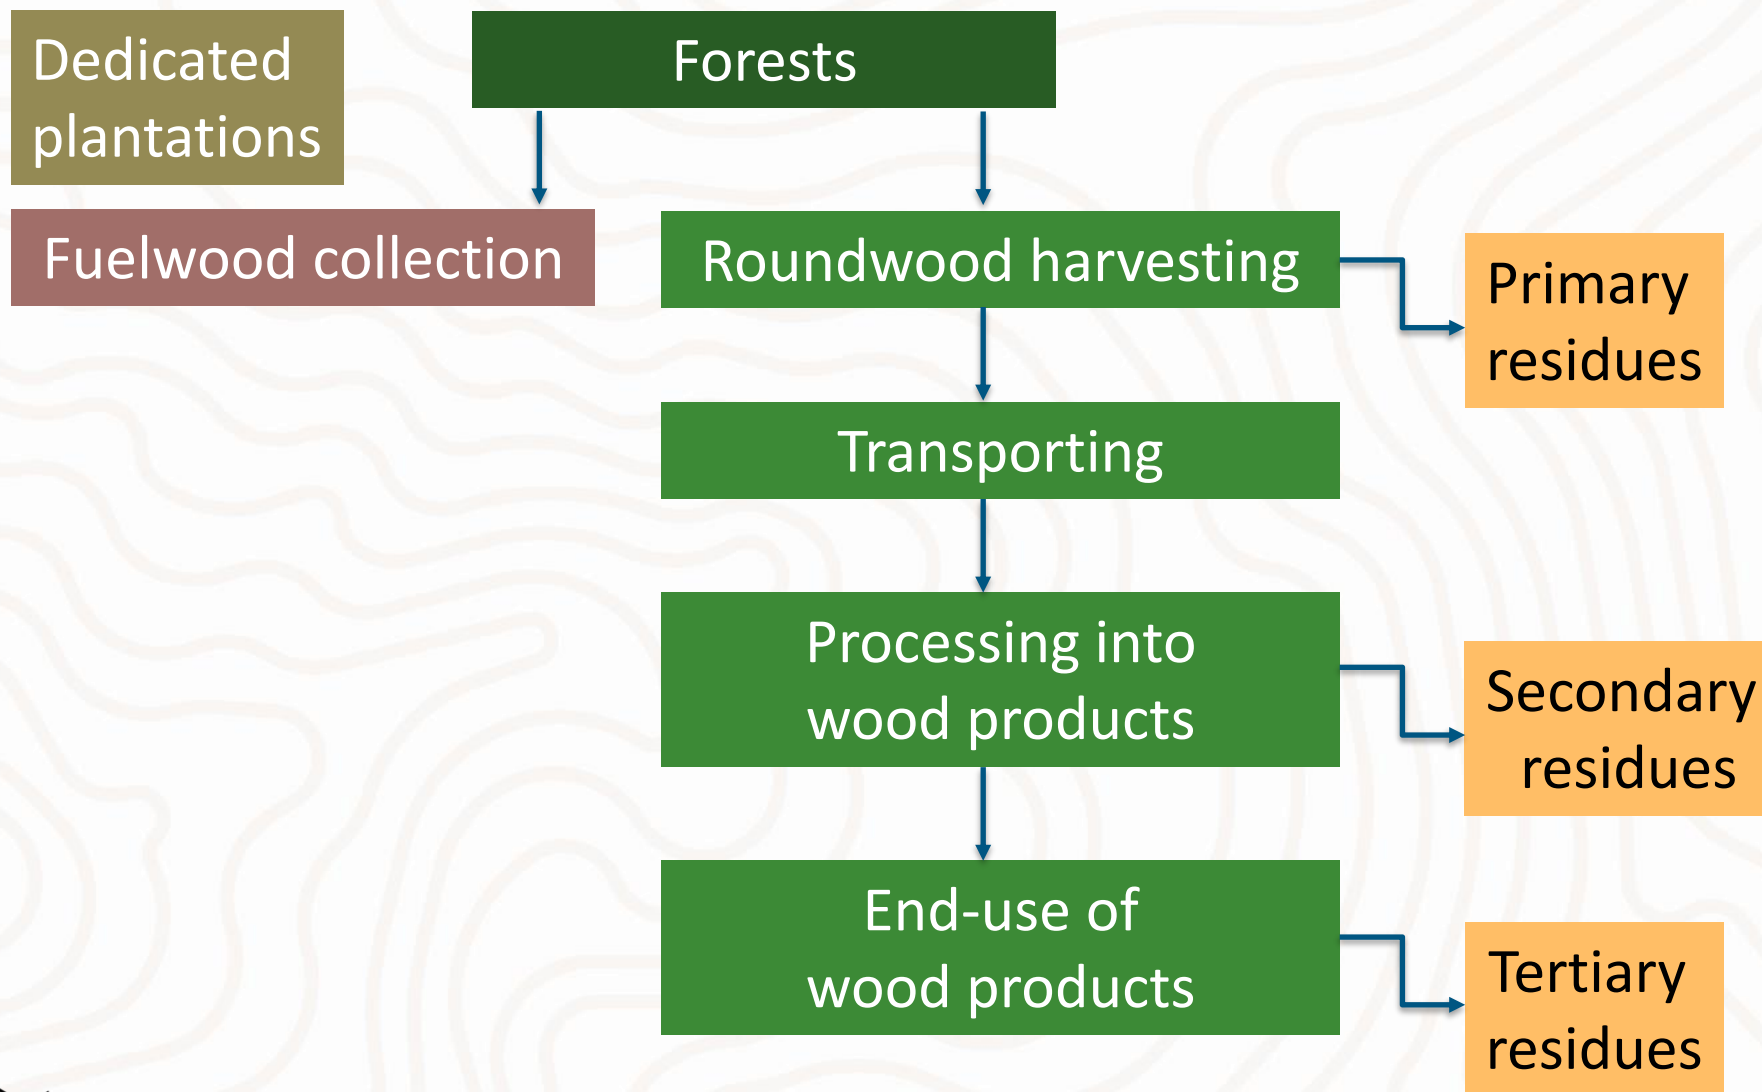 Dedicated
plantations
Forests
Fuelwood collection
Roundwood harvesting
Primary
residues
Transporting
Processing into
wood products
Secondary
residues
End-use of
wood products
Tertiary
residues